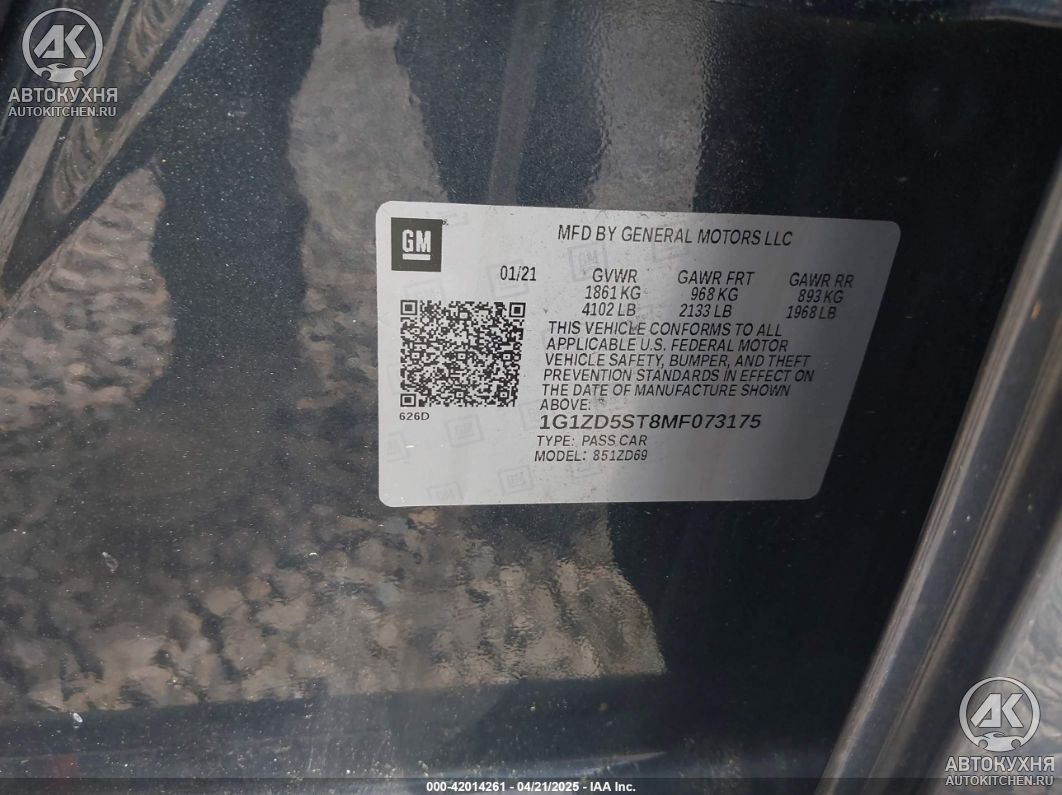 АК
АВТОКУХНЯ
AUTOKITCHEN.RU
GM
MFD BY GENERAL MOTORS LLC
01/21 GVWR GAWR FRT GAWR RR
1861 KG 968 KG 893 KG
4102 LB 2133 LB 1968 LB
THIS VEHICLE CONFORMS TO ALL
APPLICABLE U.S. FEDERAL MOTOR
VEHICLE SAFETY, BUMPER, AND THEFT
PREVENTION STANDARDS IN EFFECT ON
THE DATE OF MANUFACTURE SHOWN
ABOVE.
626D
1G1ZD5ST8MF073175
TYPE: PASS CAR
MODEL: 851ZD69
АК
АВТОКУХНЯ
AUTOKITCHEN.RU
000-42014261 - 04/21/2025 - IAA Inc.